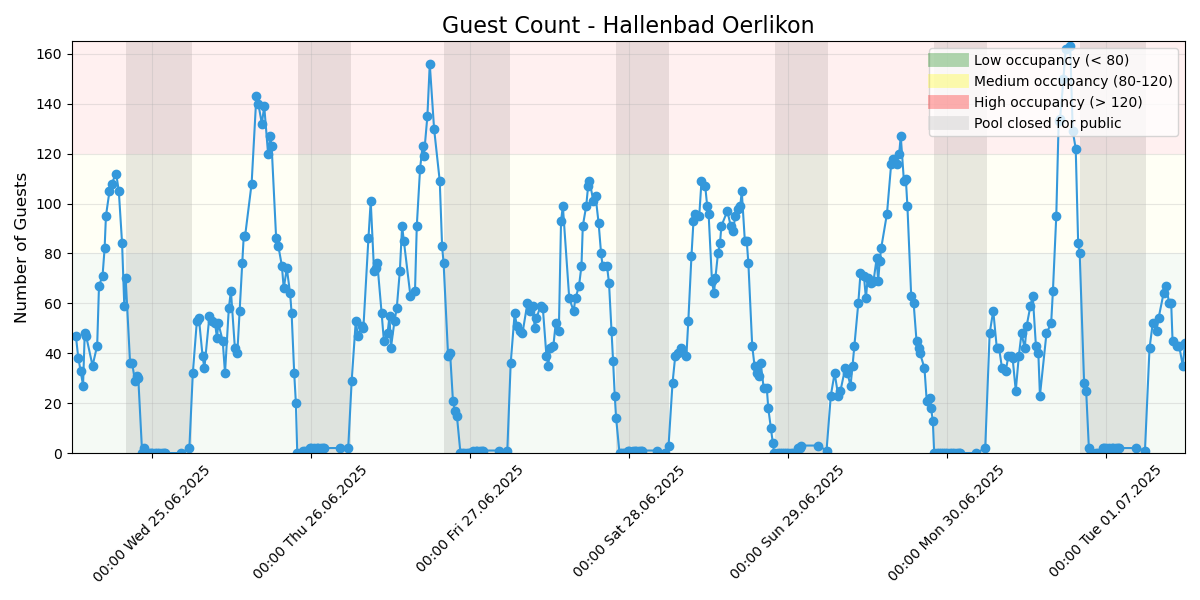 Guest Count - Hallenbad Oerlikon
Number of Guests
160
140
120
100
80
60
40
20
0
Low occupancy (< 80)
Medium occupancy (80-120)
High occupancy (> 120)
Pool closed for public
00:00 Wed 25.06.2025
00:00 Thu 26.06.2025
00:00 Fri 27.06.2025
00:00 Sat 28.06.2025
00:00 Sun 29.06.2025
00:00 Mon 30.06.2025
00:00 Tue 01.07.2025